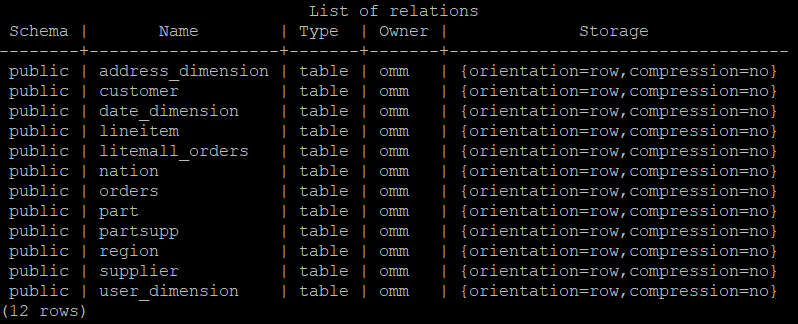 List of relations
 Schema |       Name        | Type  | Owner |             Storage
--------+-------------------+-------+-------+----------------------------------
 public | address_dimension | table | omm   | {orientation=row,compression=no}
 public | customer          | table | omm   | {orientation=row,compression=no}
 public | date_dimension    | table | omm   | {orientation=row,compression=no}
 public | lineitem          | table | omm   | {orientation=row,compression=no}
 public | litemall_orders   | table | omm   | {orientation=row,compression=no}
 public | nation            | table | omm   | {orientation=row,compression=no}
 public | orders            | table | omm   | {orientation=row,compression=no}
 public | part              | table | omm   | {orientation=row,compression=no}
 public | partsupp          | table | omm   | {orientation=row,compression=no}
 public | region            | table | omm   | {orientation=row,compression=no}
 public | supplier          | table | omm   | {orientation=row,compression=no}
 public | user_dimension    | table | omm   | {orientation=row,compression=no}
(12 rows)